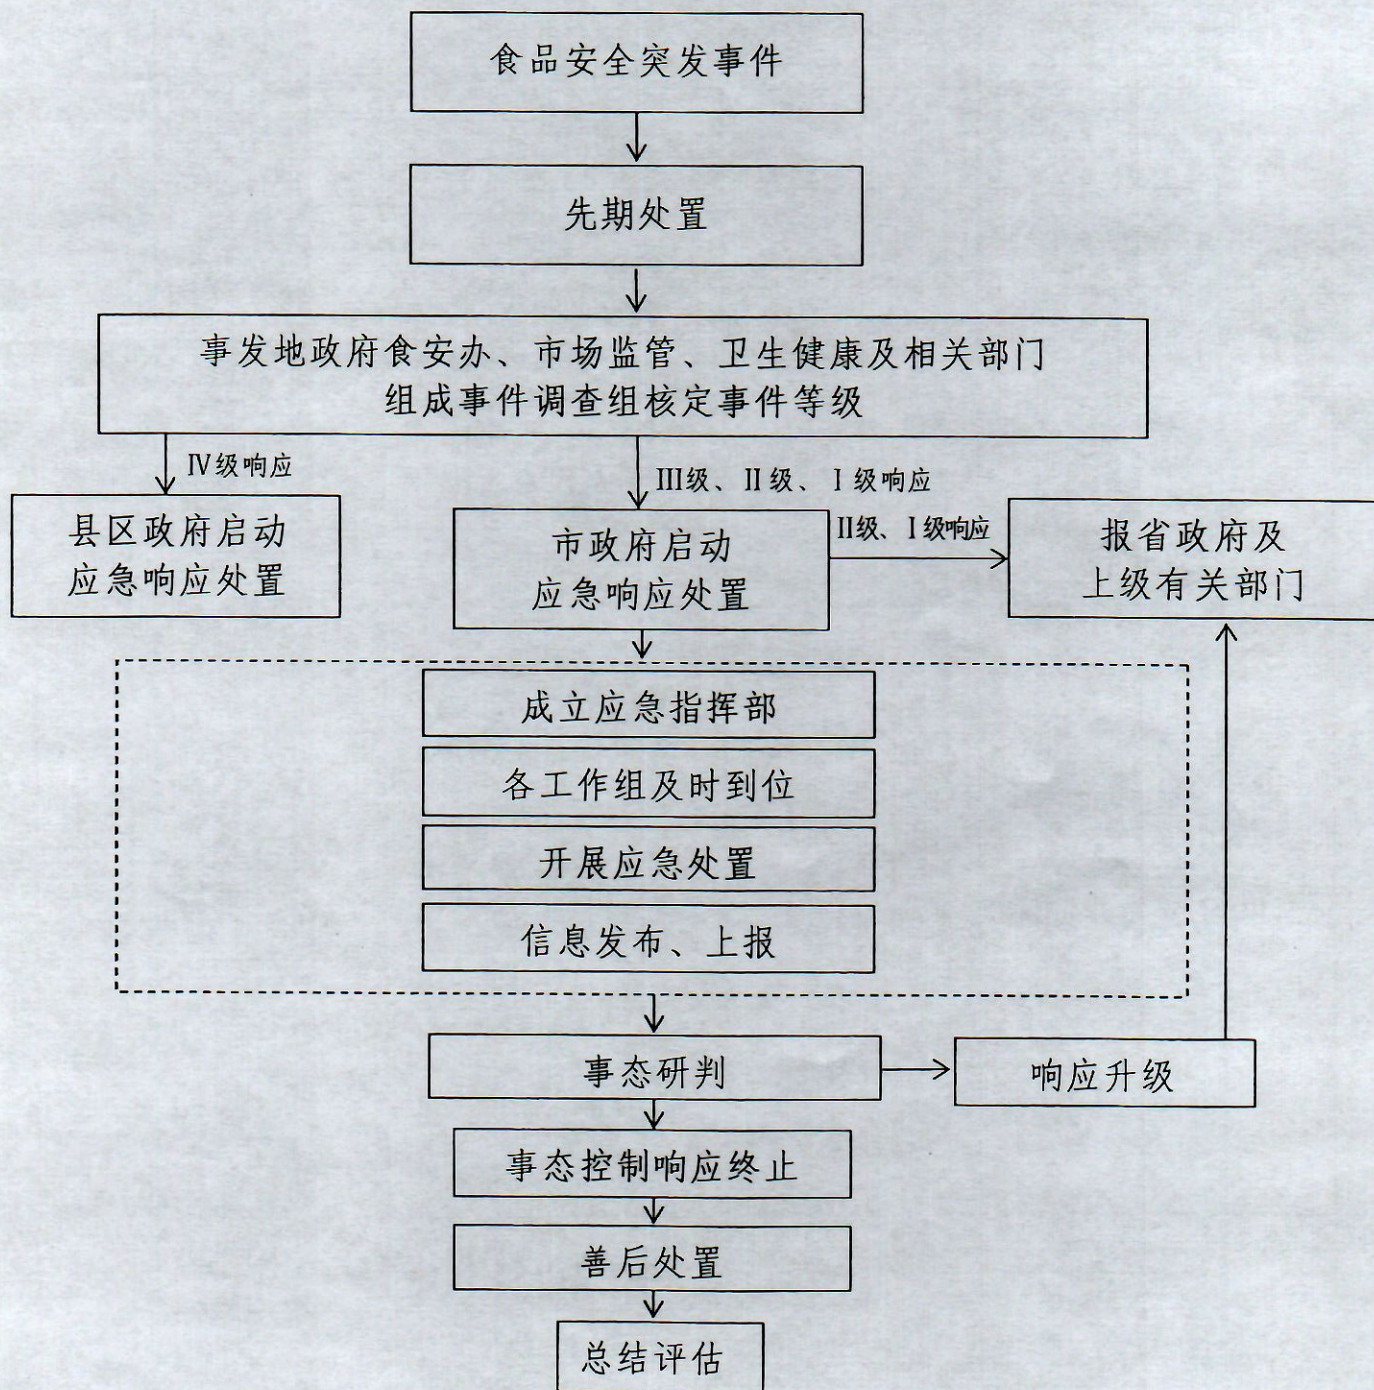 食品安全突发事件
先期处置
事发地政府食安办、市场监管、卫生健康及相关部门
组成事件调查组核定事件等级
Ⅳ级响应
Ⅲ级、Ⅱ级、Ⅰ级响应
县区政府启动
应急响应处置
市政府启动
应急响应处置
Ⅱ级、Ⅰ级响应
报省政府及
上级有关部门
成立应急指挥部
各工作组及时到位
开展应急处置
信息发布、上报
事态研判
响应升级
事态控制响应终止
善后处置
总结评估